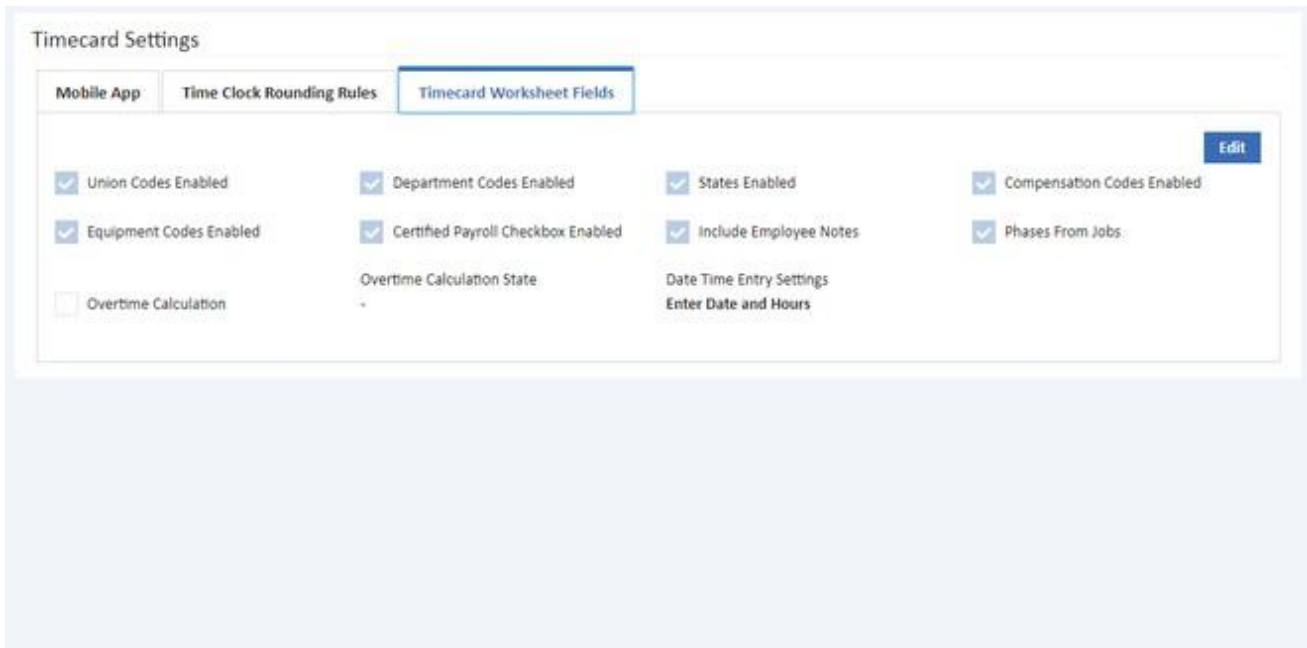 Timecard Settings
Mobile App Time Clock Rounding Rules Timecard Worksheet Fields
Edit
Union Codes Enabled Department Codes Enabled States Enabled Compensation Codes Enabled
Equipment Codes Enabled Certified Payroll Checkbox Enabled Include Employee Notes Phases From Jobs
Overtime Calculation State Date Time Entry Settings
Overtime Calculation - Enter Date and Hours